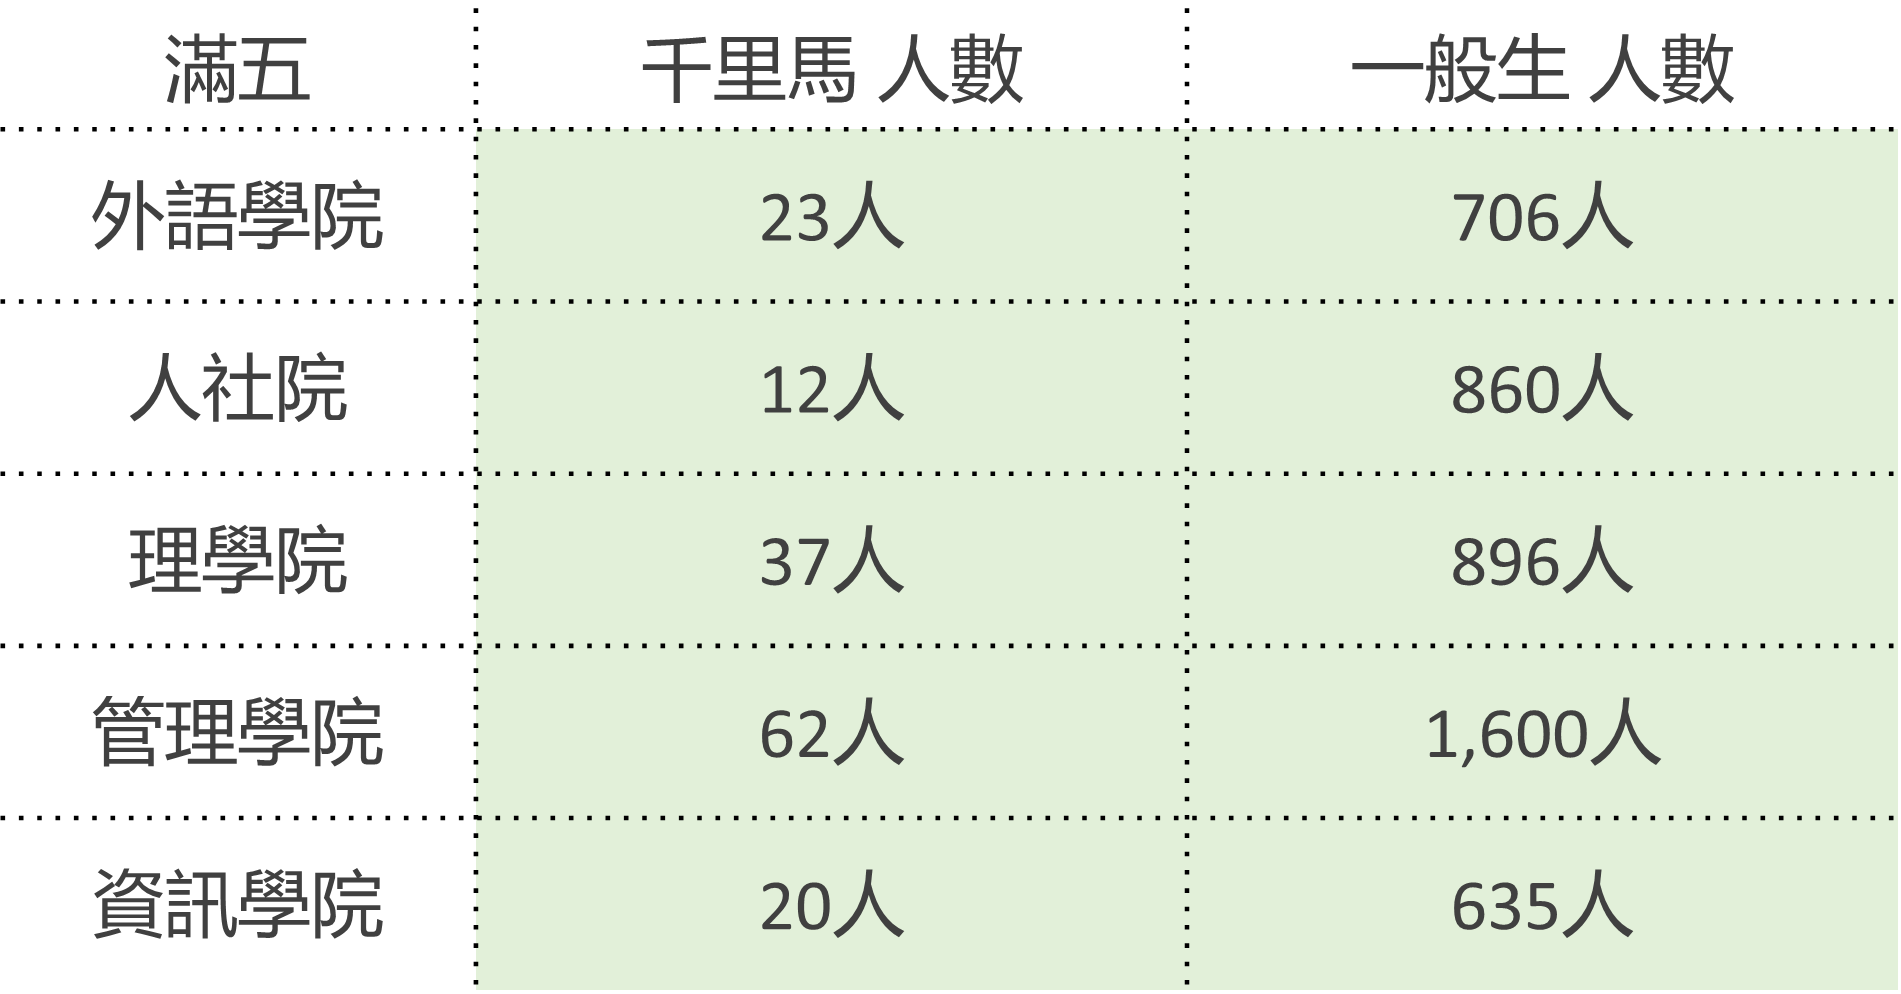 滿五 千里馬 人數 一般生 人數
外語學院 23人 706人
人社院 12人 860人
理學院 37人 896人
管理學院 62人 1,600人
資訊學院 20人 635人